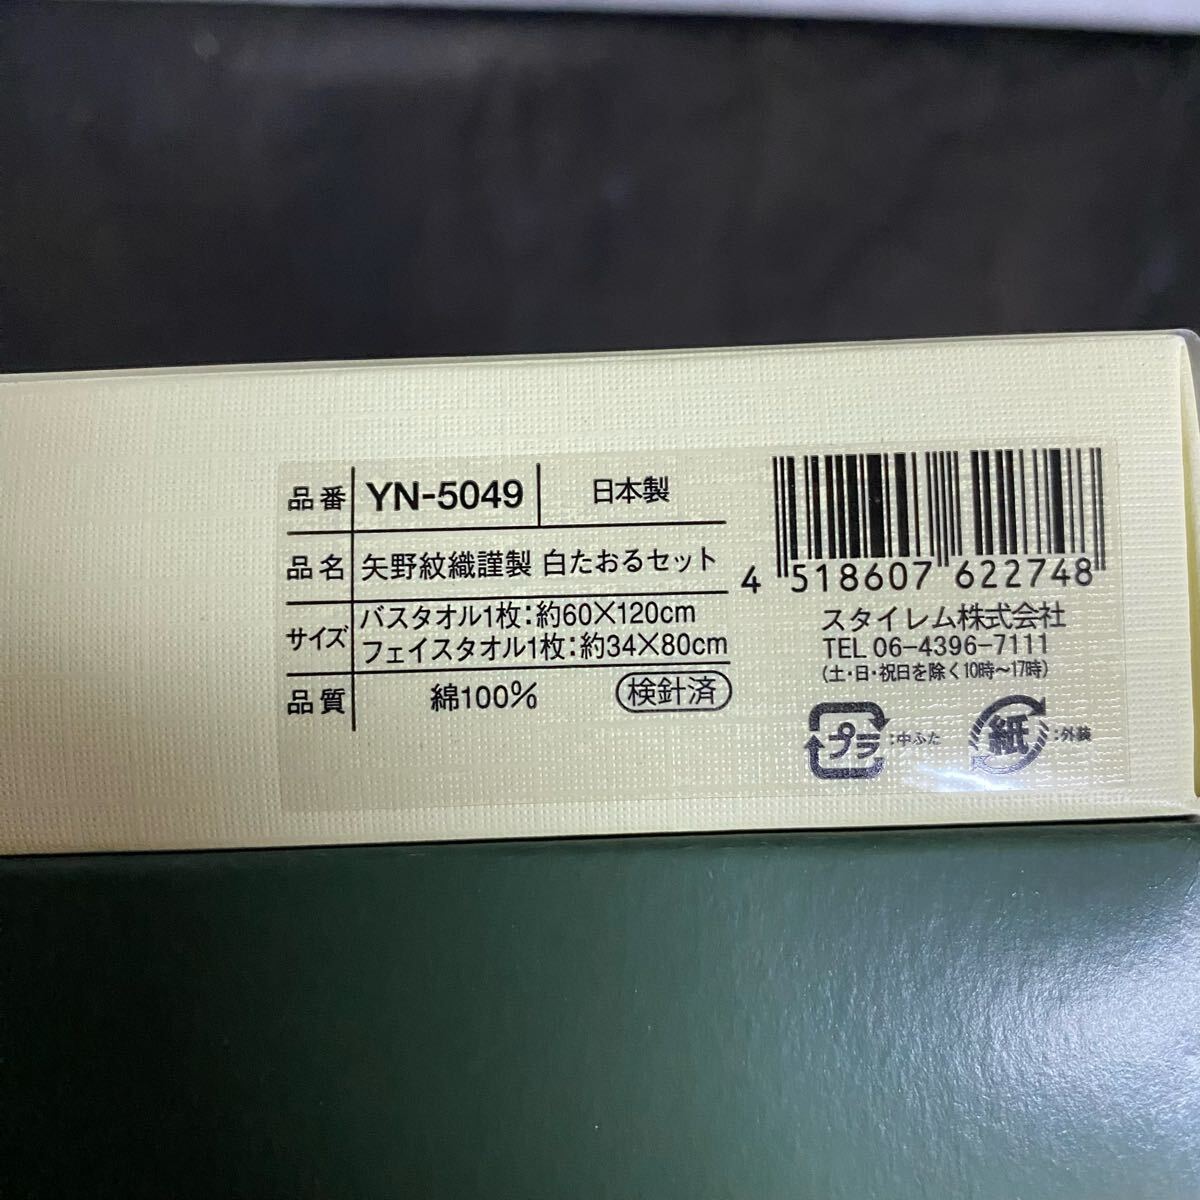 品番 YN-5049 日本製
品名 矢野紋織謹製 白たおるセット
サイズ バスタオル1枚:約60×120cm
フェイスタオル1枚:約34×80cm
品質 綿100% 検針済
4 518607 622748
スタイレム株式会社
TEL 06-4396-7111
(土・日・祝日を除く10時〜17時)
プラ :中ふた 紙 :外装